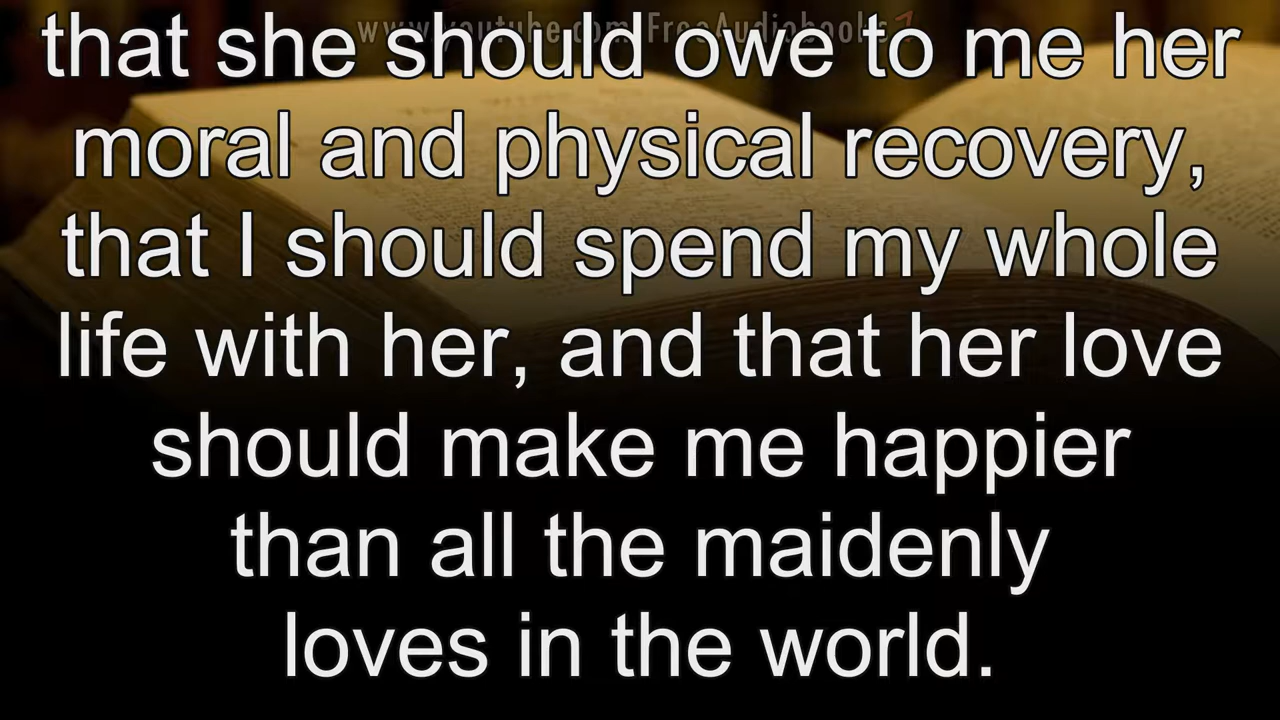 www.youtube.com/FreeAudiobooks
that she should owe to me her
moral and physical recovery,
that I should spend my whole
life with her, and that her love
should make me happier
than all the maidenly
loves in the world.